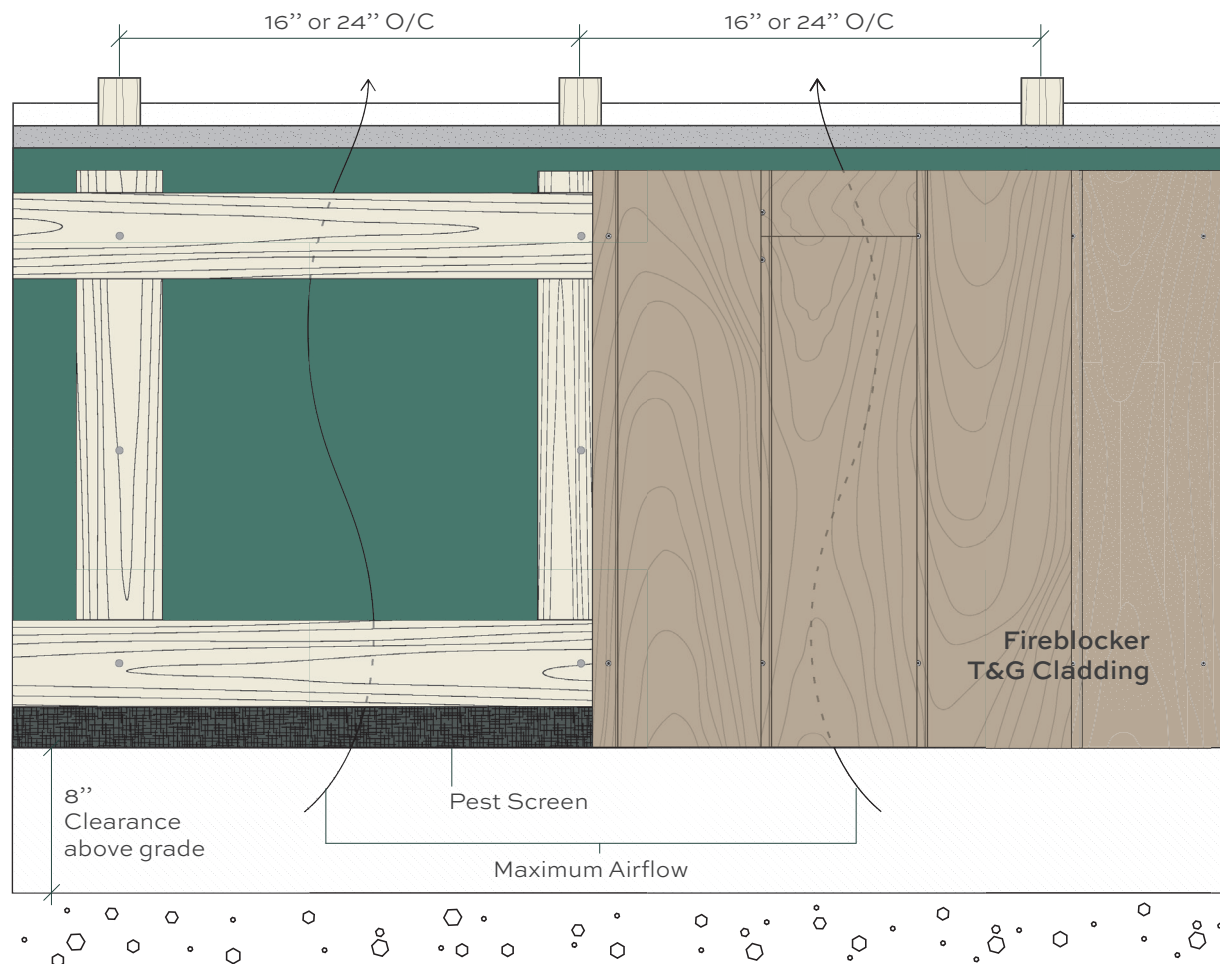 16’’ or 24’’ O/C
16’’ or 24’’ O/C
Fireblocker
T&G Cladding
8’’
Clearance
above grade
Pest Screen
Maximum Airflow